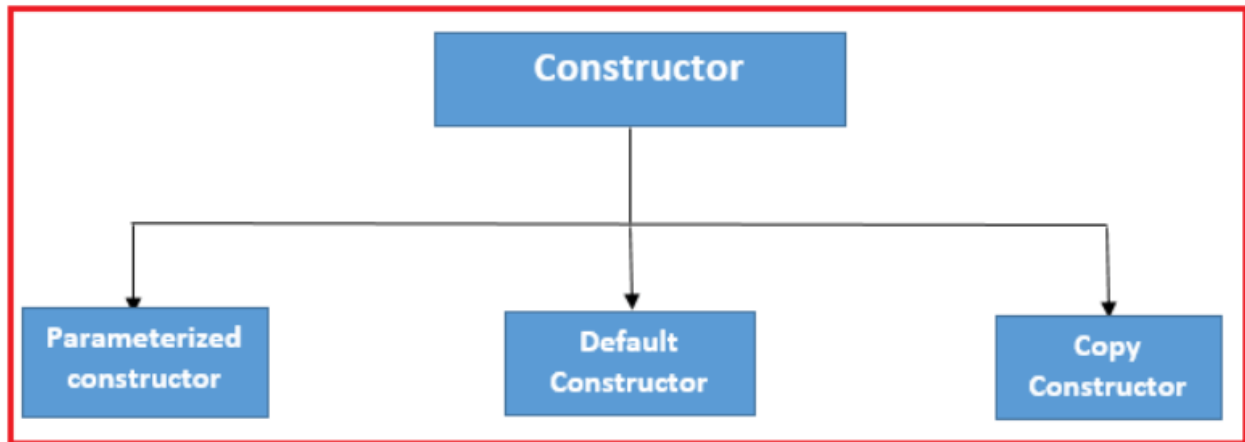 Constructor
Parameterized
constructor
Default
Constructor
Copy
Constructor